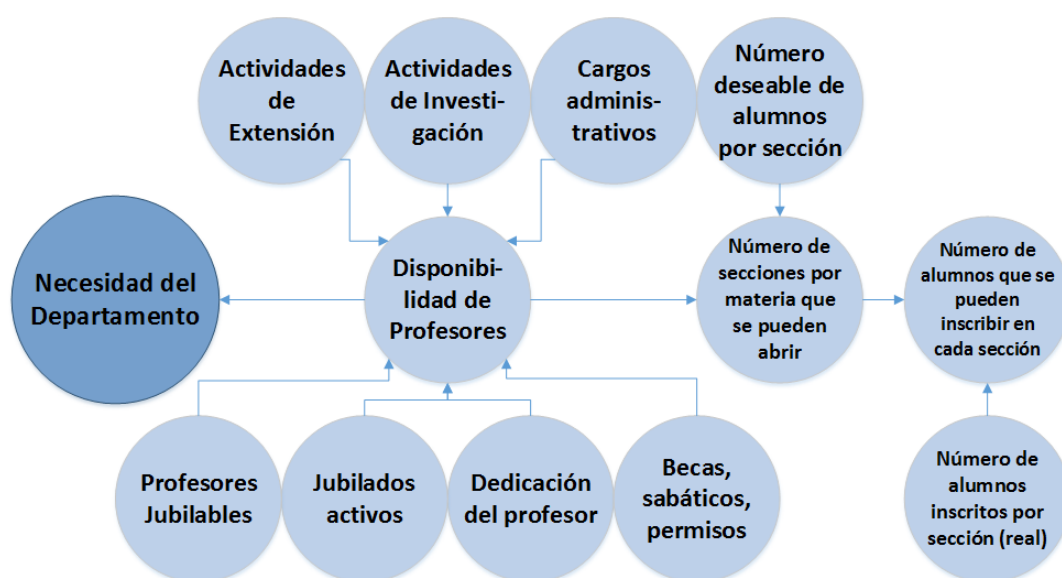 Actividades
de
Extensión
Actividades
de Investi-
gación
Cargos
adminis-
trativos
Número
deseable de
alumnos
por sección
Necesidad del
Departamento
Disponibi-
lidad de
Profesores
Número de
secciones por
materia que
se pueden
abrir
Número de
alumnos que se
pueden
inscribir en
cada sección
Profesores
Jubilables
Jubilados
activos
Dedicación
del profesor
Becas,
sabáticos,
permisos
Número de
alumnos
inscritos por
sección (real)